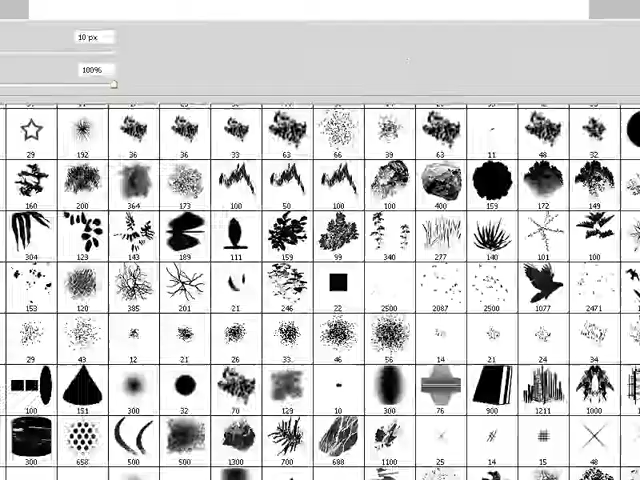 10 px
100%
29 192 36 36 33 63 66 39 63 11 48 32
160 200 364 173 100 50 100 100 400 159 172 149
304 123 143 189 111 159 99 340 277 140 101 100
153 120 385 201 21 246 22 2500 2087 2500 1077 2471
29 43 12 21 26 33 46 56 14 21 24 34
100 151 300 32 70 129 10 300 76 900 1211 1000
300 658 500 500 1300 700 688 1100 25 14 15 48